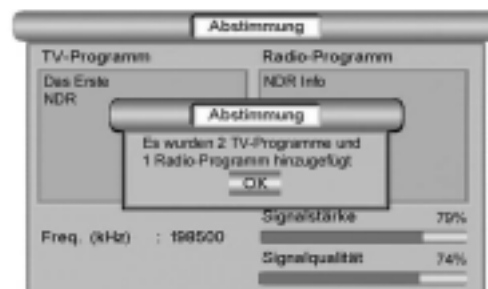 Abstimmung
TV-Programm
Radio-Programm
Das Erste
NDR
NDR Info
Abstimmung
Es wurden 2 TV-Programme und
1 Radio-Programm hinzugefügt
OK
Signalstärke 79%
Freq. (kHz) : 198500
Signalqualität 74%